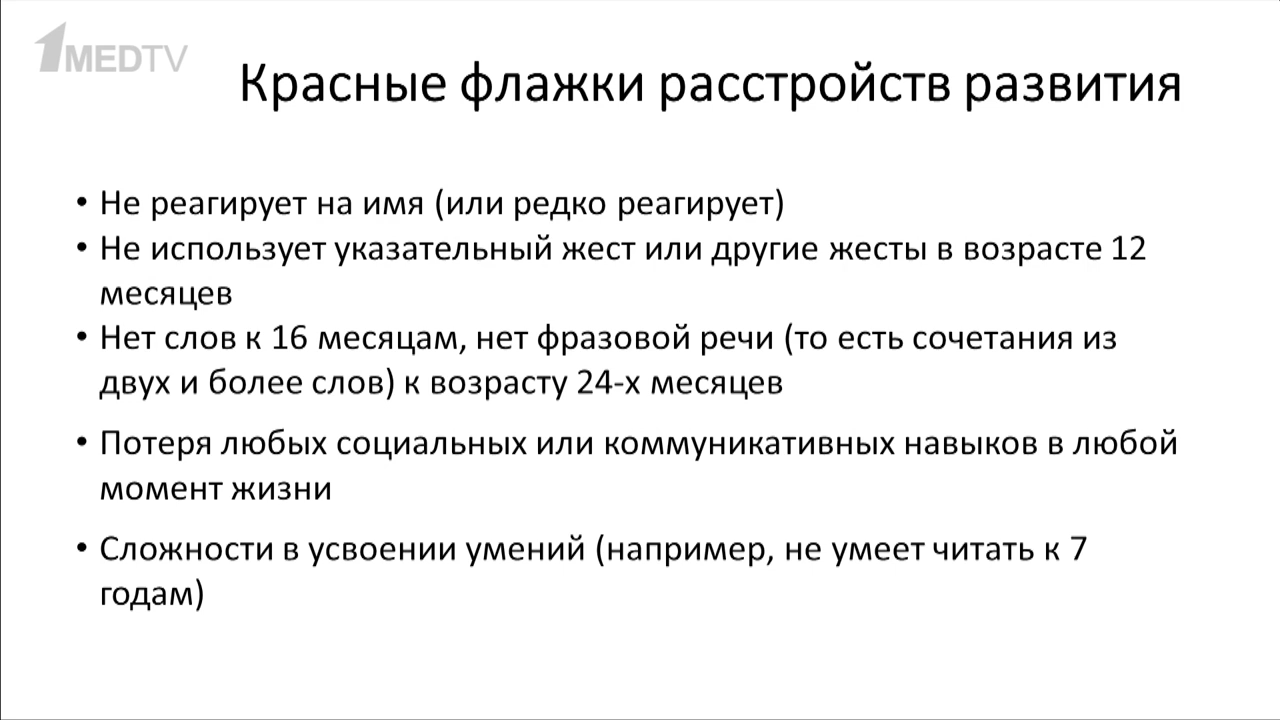 1MEDTV
Красные флажки расстройств развития
• Не реагирует на имя (или редко реагирует)
• Не использует указательный жест или другие жесты в возрасте 12
месяцев
• Нет слов к 16 месяцам, нет фразовой речи (то есть сочетания из
двух и более слов) к возрасту 24-х месяцев
• Потеря любых социальных или коммуникативных навыков в любой
момент жизни
• Сложности в усвоении умений (например, не умеет читать к 7
годам)